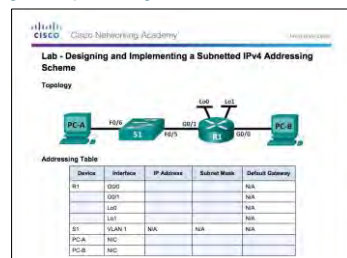 cisco Cisco Networking Academy
Lab - Designing and Implementing a Subnetted IPv4 Addressing
Scheme
Topology
Lo0 Lo1
PC-A F0/6 S1 F0/5 G0/1 R1 G0/0 PC-B
Addressing Table
Device Interface IP Address Subnet Mask Default Gateway
R1 G0/0 N/A
G0/1 N/A
Lo0 N/A
Lo1 N/A
S1 VLAN 1 N/A N/A N/A
PC-A NIC
PC-B NIC